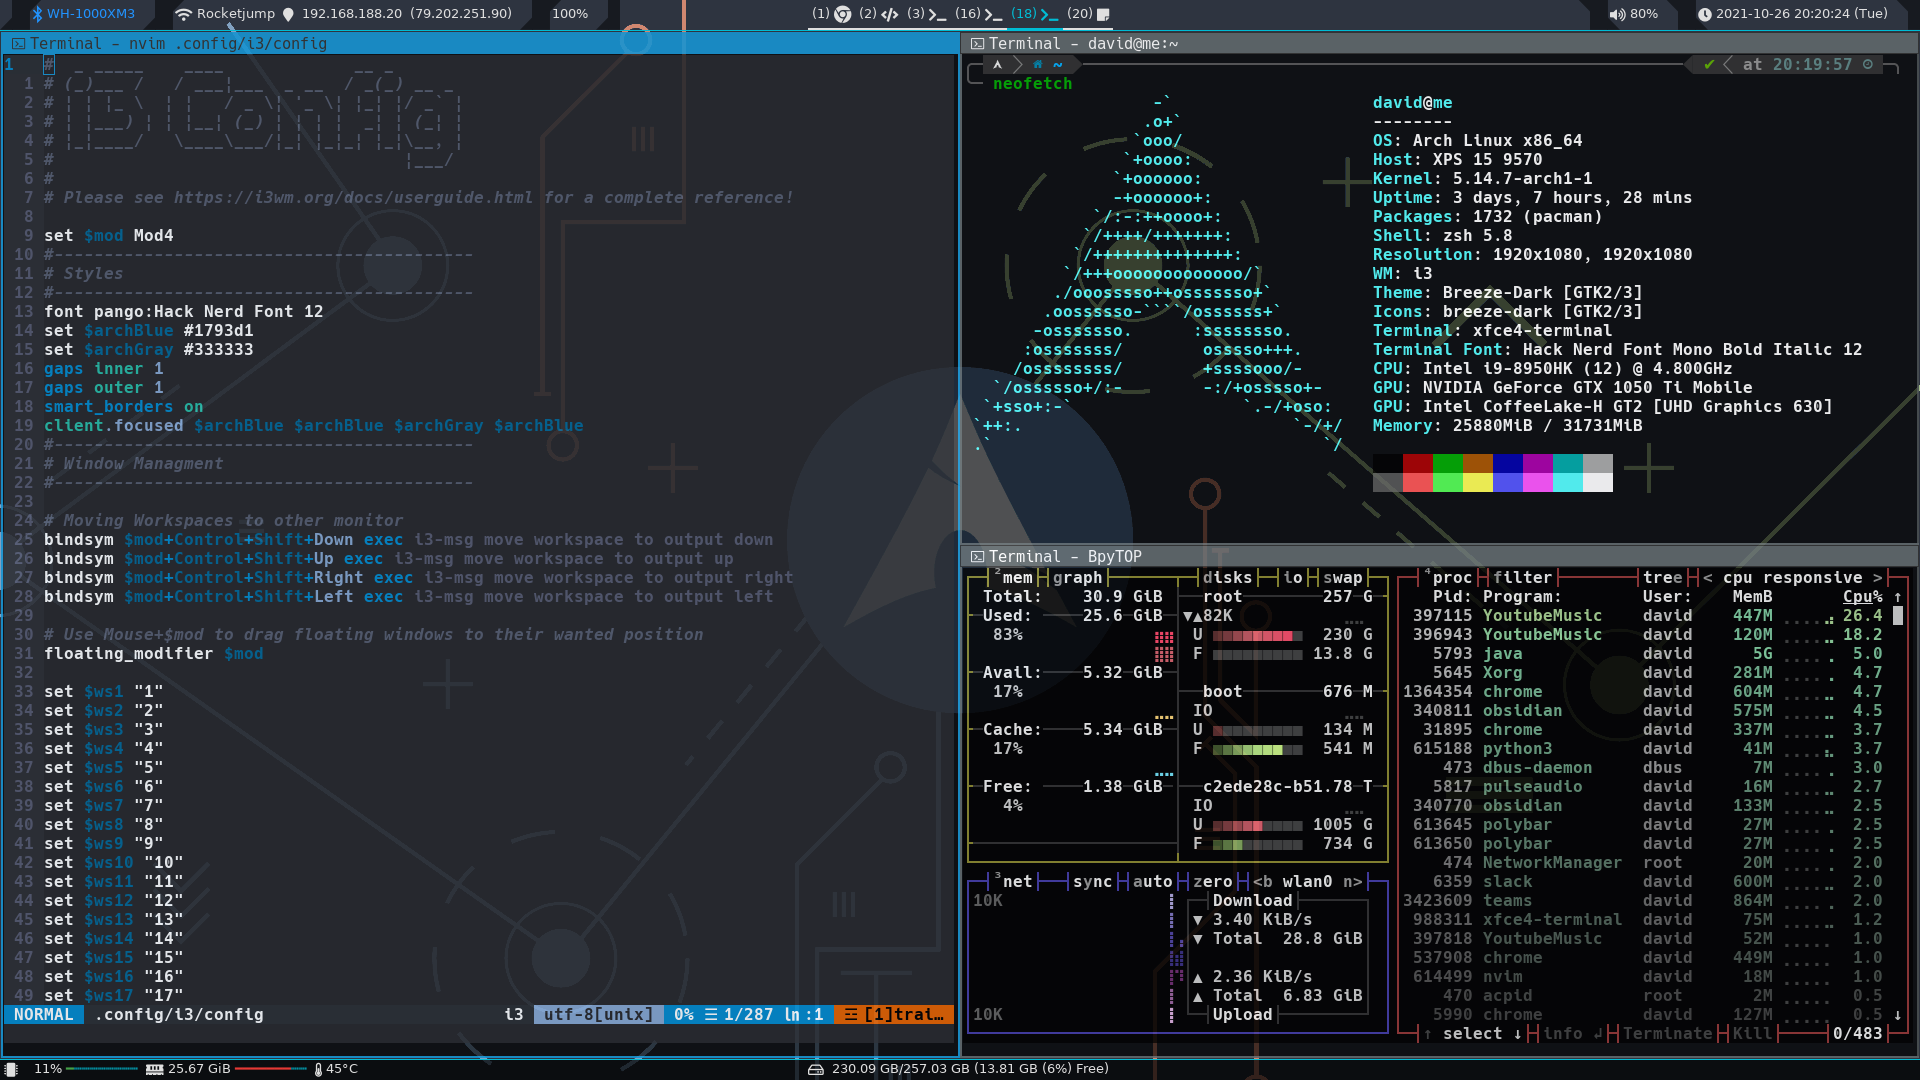 WH-1000XM3 Rocketjump 192.168.188.20 (79.202.251.90) 100% (1) (2) (3) (16) (18) (20) 80% 2021-10-26 20:20:24 (Tue)
Terminal - nvim .config/i3/config
1 #
1 #
2 #
3 #
4 #
5 #
6 #
7 # Please see https://i3wm.org/docs/userguide.html for a complete reference!
8
9 set $mod Mod4
10 #------------------------------------------
11 # Styles
12 #------------------------------------------
13 font pango:Hack Nerd Font 12
14 set $archBlue #1793d1
15 set $archGray #333333
16 gaps inner 1
17 gaps outer 1
18 smart_borders on
19 client.focused $archBlue $archBlue $archGray $archBlue
20 #------------------------------------------
21 # Window Managment
22 #------------------------------------------
23
24 # Moving Workspaces to other monitor
25 bindsym $mod+Control+Shift+Down exec i3-msg move workspace to output down
26 bindsym $mod+Control+Shift+Up exec i3-msg move workspace to output up
27 bindsym $mod+Control+Shift+Right exec i3-msg move workspace to output right
28 bindsym $mod+Control+Shift+Left exec i3-msg move workspace to output left
29
30 # Use Mouse+$mod to drag floating windows to their wanted position
31 floating_modifier $mod
32
33 set $ws1 "1"
34 set $ws2 "2"
35 set $ws3 "3"
36 set $ws4 "4"
37 set $ws5 "5"
38 set $ws6 "6"
39 set $ws7 "7"
40 set $ws8 "8"
41 set $ws9 "9"
42 set $ws10 "10"
43 set $ws11 "11"
44 set $ws12 "12"
45 set $ws13 "13"
46 set $ws14 "14"
47 set $ws15 "15"
48 set $ws16 "16"
49 set $ws17 "17"
NORMAL .config/i3/config i3 utf-8[unix] 0% ☰ 1/287 ln :1 ☲ [1]trai…
Terminal - david@me:~
~ ✔ at 20:19:57
neofetch
david@me
--------
OS: Arch Linux x86_64
Host: XPS 15 9570
Kernel: 5.14.7-arch1-1
Uptime: 3 days, 7 hours, 28 mins
Packages: 1732 (pacman)
Shell: zsh 5.8
Resolution: 1920x1080, 1920x1080
WM: i3
Theme: Breeze-Dark [GTK2/3]
Icons: breeze-dark [GTK2/3]
Terminal: xfce4-terminal
Terminal Font: Hack Nerd Font Mono Bold Italic 12
CPU: Intel i9-8950HK (12) @ 4.800GHz
GPU: NVIDIA GeForce GTX 1050 Ti Mobile
GPU: Intel CoffeeLake-H GT2 [UHD Graphics 630]
Memory: 25880MiB / 31731MiB
Terminal - BpyTOP
²mem graph
Total: 30.9 GiB
Used: 25.6 GiB
83%
Avail: 5.32 GiB
17%
Cache: 5.34 GiB
17%
Free: 1.38 GiB
4%
disks io swap
root 257 G
▼▲82K
U 230 G
F 13.8 G
boot 676 M
IO
U 134 M
F 541 M
c2ede28c-b51.78 T
IO
U 1005 G
F 734 G
³net sync auto zero <b wlan0 n>
10K
Download
▼ 3.40 KiB/s
▼ Total 28.8 GiB
▲ 2.36 KiB/s
▲ Total 6.83 GiB
10K
Upload
⁴proc filter tree < cpu responsive >
Pid: Program: User: MemB Cpu% ↑
397115 YoutubeMusic david 447M 26.4
396943 YoutubeMusic david 120M 18.2
5793 java david 5G 5.0
5645 Xorg david 281M 4.7
1364354 chrome david 604M 4.7
340811 obsidian david 575M 4.5
31895 chrome david 337M 3.7
615188 python3 david 41M 3.7
473 dbus-daemon dbus 7M 3.0
5817 pulseaudio david 16M 2.7
340770 obsidian david 133M 2.5
613645 polybar david 27M 2.5
613650 polybar david 27M 2.5
474 NetworkManager root 20M 2.0
6359 slack david 600M 2.0
3423609 teams david 864M 2.0
988311 xfce4-terminal david 75M 1.2
397818 YoutubeMusic david 52M 1.0
537908 chrome david 449M 1.0
614499 nvim david 18M 1.0
470 acpid root 2M 0.5
5990 chrome david 127M 0.5 ↓
↑ select ↓ info ↲ Terminate Kill 0/483
11% 25.67 GiB 45°C 230.09 GB/257.03 GB (13.81 GB (6%) Free)